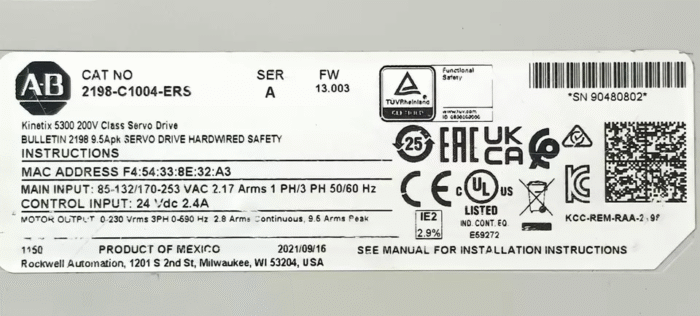 A-B
CAT NO SER FW
2198-C1004-ERS A 13.003
Kinetix 5300 200V Class Servo Drive
BULLETIN 2198 9.5Apk SERVO DRIVE HARDWIRED SAFETY
INSTRUCTIONS
MAC ADDRESS F4:54:33:8E:32:A3
MAIN INPUT: 85-132/170-253 VAC 2.17 Arms 1 PH/3 PH 50/60 Hz
CONTROL INPUT: 24 Vdc 2.4A
MOTOR OUTPUT 0-230 Vrms 3PH 0-590 Hz 2.8 Arms Continuous, 9.5 Arms Peak
1150 PRODUCT OF MEXICO 2021/09/16
Rockwell Automation, 1201 S 2nd St, Milwaukee, WI 53204, USA
TÜVRheinland
CERTIFIED
Functional
Safety
www.tuv.com
*SN 90480802*
25
EAC
UK
CA
CE
c UL US
LISTED
IND. CONT. EQ.
E59272
IE2
2.9%
KCC-REM-RAA-2198
SEE MANUAL FOR INSTALLATION INSTRUCTIONS